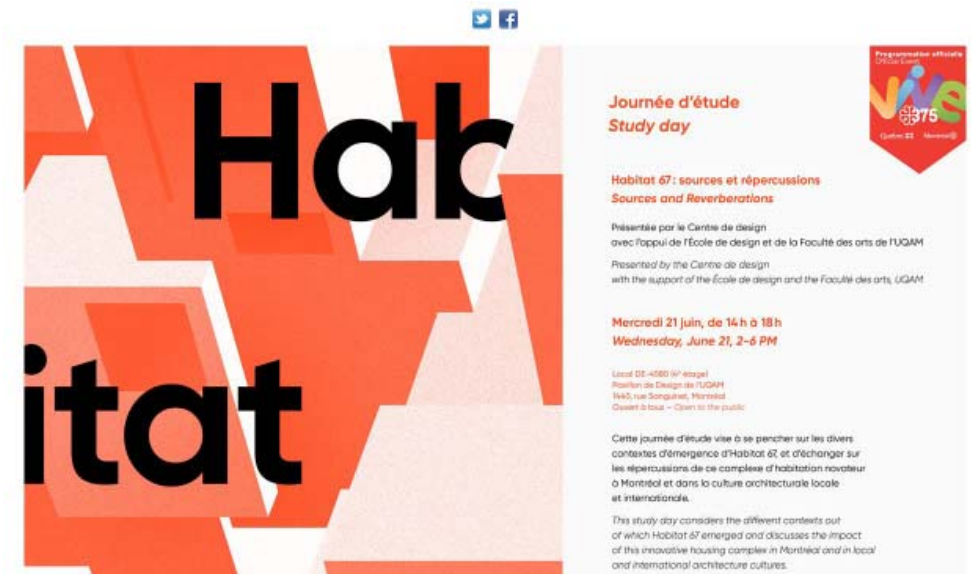 Hab
itat
Programmation officielle
Official Event
vive
375
Québec
Montréal
Journée d'étude
Study day
Habitat 67 : sources et répercussions
Sources and Reverberations
Présentée par le Centre de design
avec l'appui de l'École de design et de la Faculté des arts de l'UQAM
Presented by the Centre de design
with the support of the École de design and the Faculté des arts, UQAM
Mercredi 21 juin, de 14 h à 18 h
Wednesday, June 21, 2-6 PM
Local DE-4580 (4e étage)
Pavillon de Design de l'UQAM
1440, rue Sanguinet, Montréal
Ouvert à tous – Open to the public
Cette journée d'étude vise à se pencher sur les divers
contextes d'émergence d'Habitat 67, et d'échanger sur
les répercussions de ce complexe d'habitation novateur
à Montréal et dans la culture architecturale locale
et internationale.
This study day considers the different contexts out
of which Habitat 67 emerged and discusses the impact
of this innovative housing complex in Montréal and in local
and international architecture cultures.